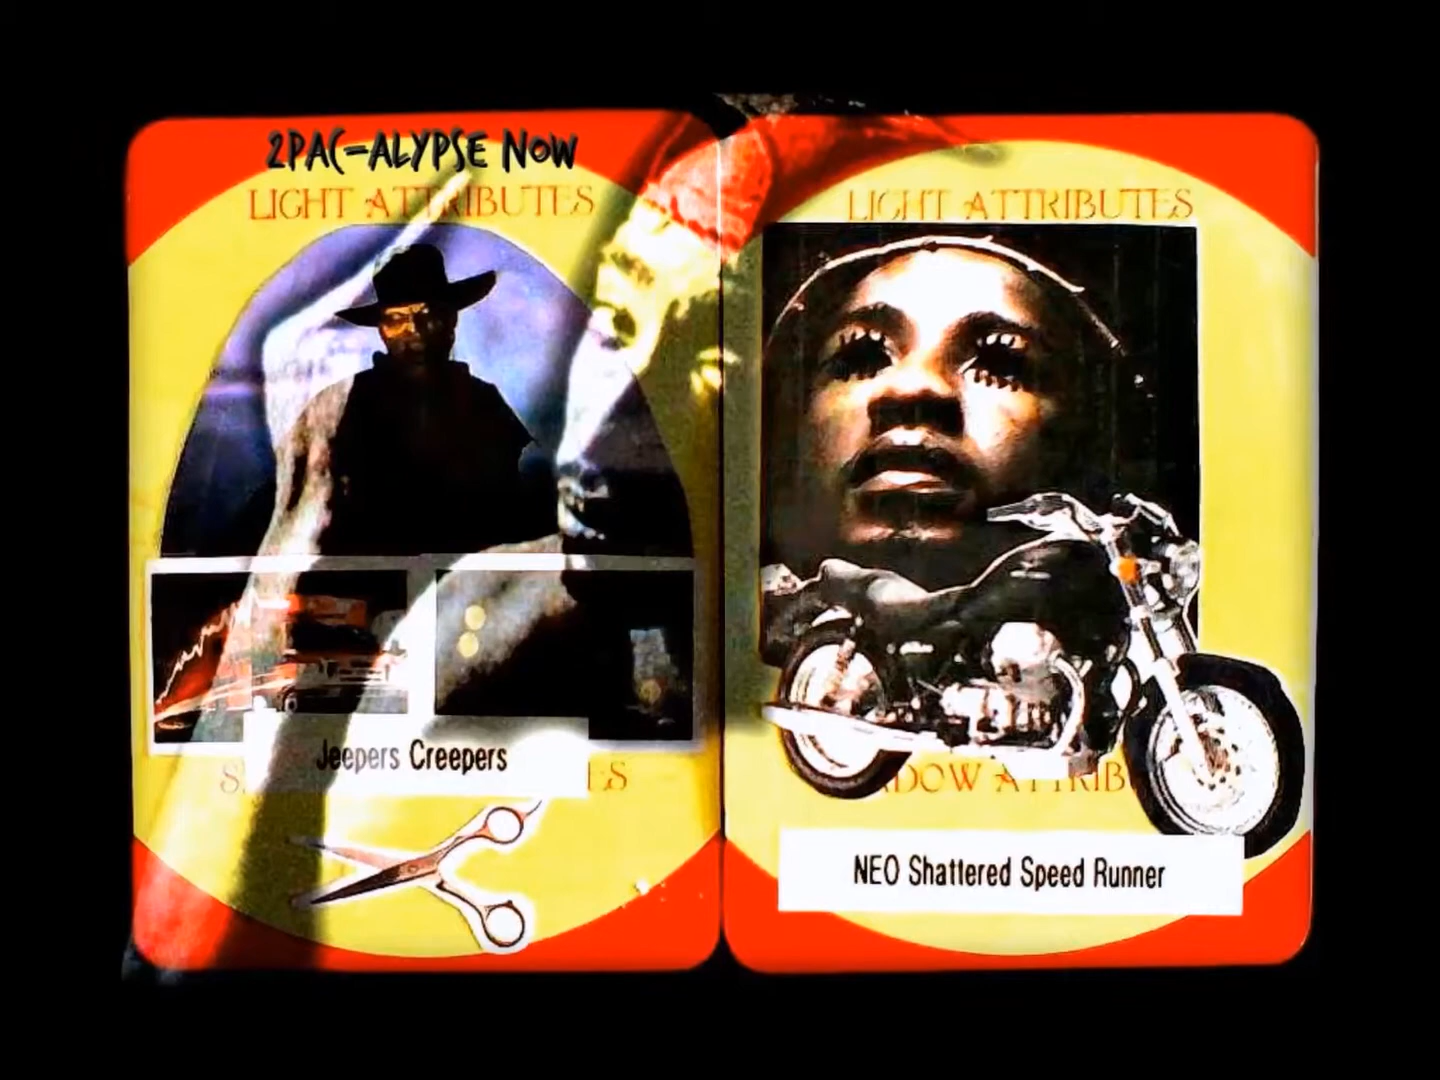 2PAC-ALYPSE NOW
LIGHT ATTRIBUTES
Jeepers Creepers
LIGHT ATTRIBUTES
NEO Shattered Speed Runner